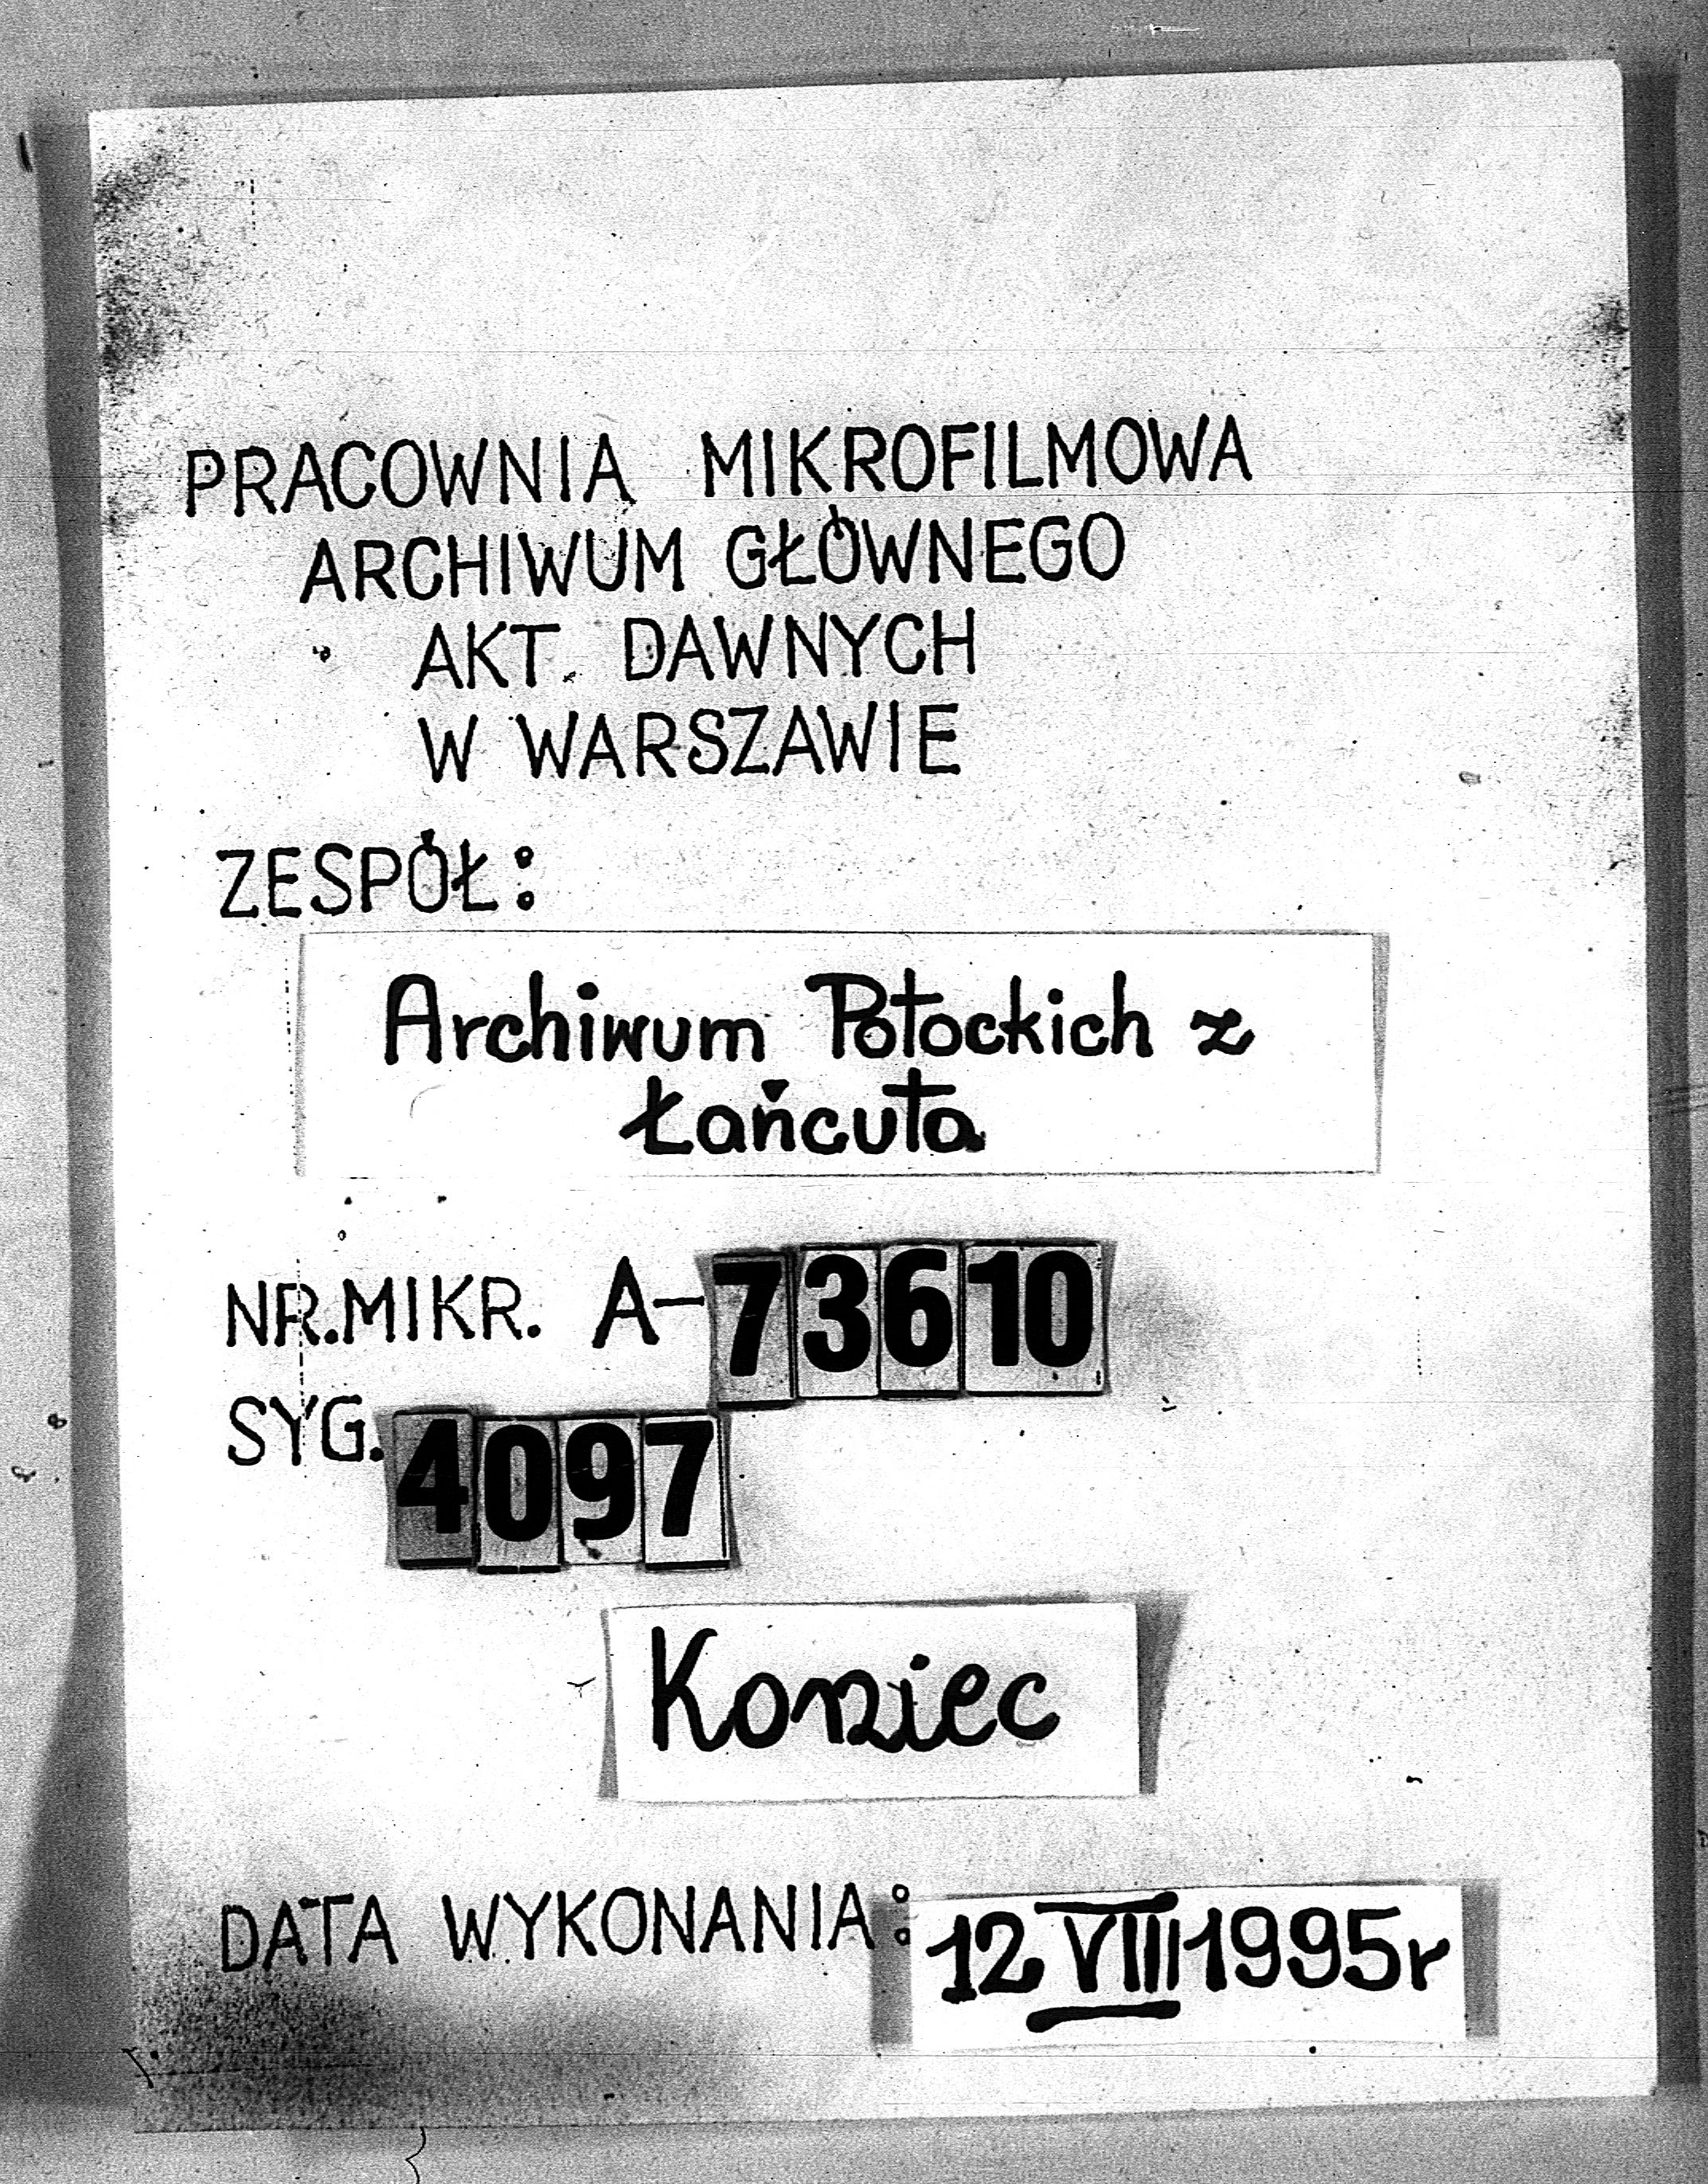 PRACOWNIA MIKROFILMOWA
ARCHIWUM GŁÓWNEGO
AKT DAWNYCH
W WARSZAWIE
ZESPÓŁ:
Archiwum Potockich z
Łańcuta
NR.MIKR. A-73610
SYG. 4097
Koniec
DATA WYKONANIA: 12 VIII 1995r